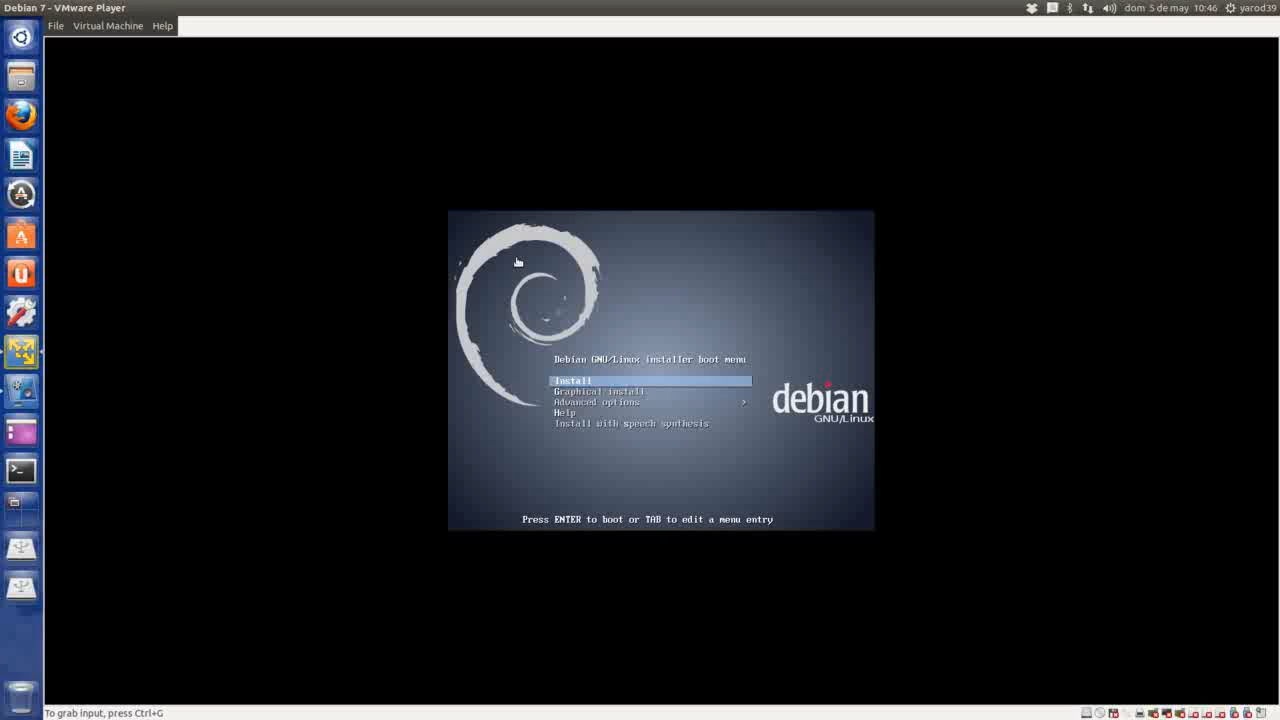 Debian 7 - VMware Player
dom 5 de may 10:46 yarod39
File Virtual Machine Help
Debian GNU/Linux installer boot menu
Install
Graphical install
Advanced options >
Help
Install with speech synthesis
debian
GNU/Linux
Press ENTER to boot or TAB to edit a menu entry
To grab input, press Ctrl+G